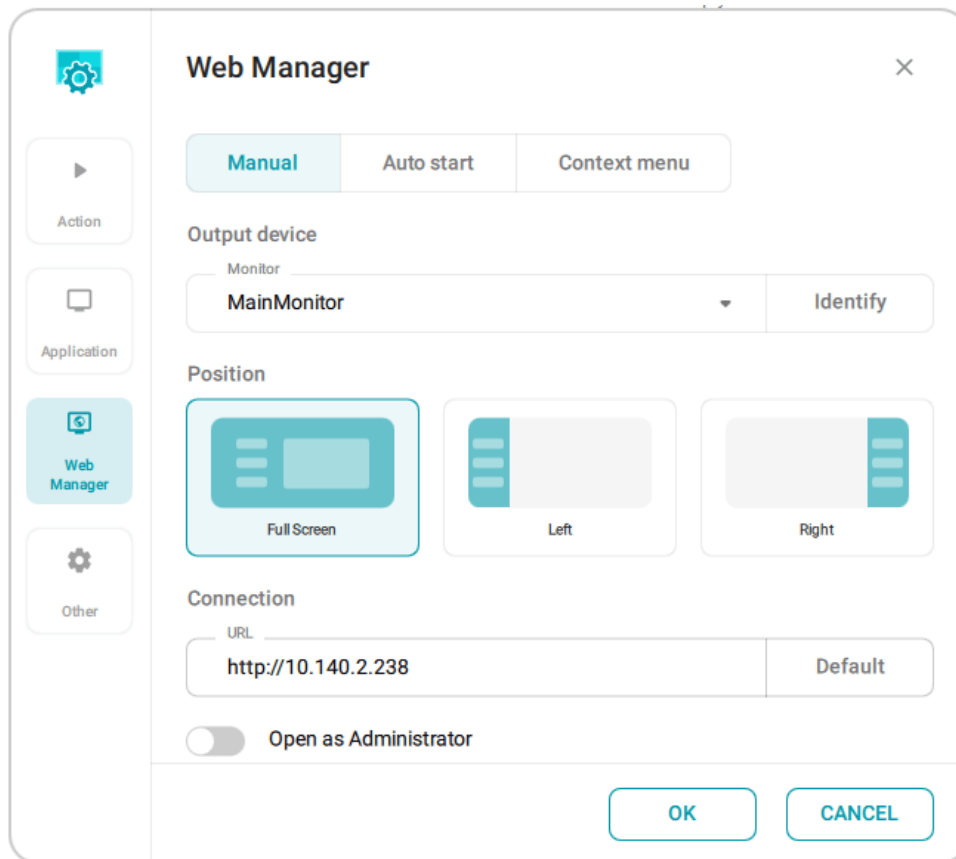 Web Manager
Action
Application
Web
Manager
Other
Manual
Auto start
Context menu
Output device
Monitor
MainMonitor
Identify
Position
Full Screen
Left
Right
Connection
URL
http://10.140.2.238
Default
Open as Administrator
OK
CANCEL